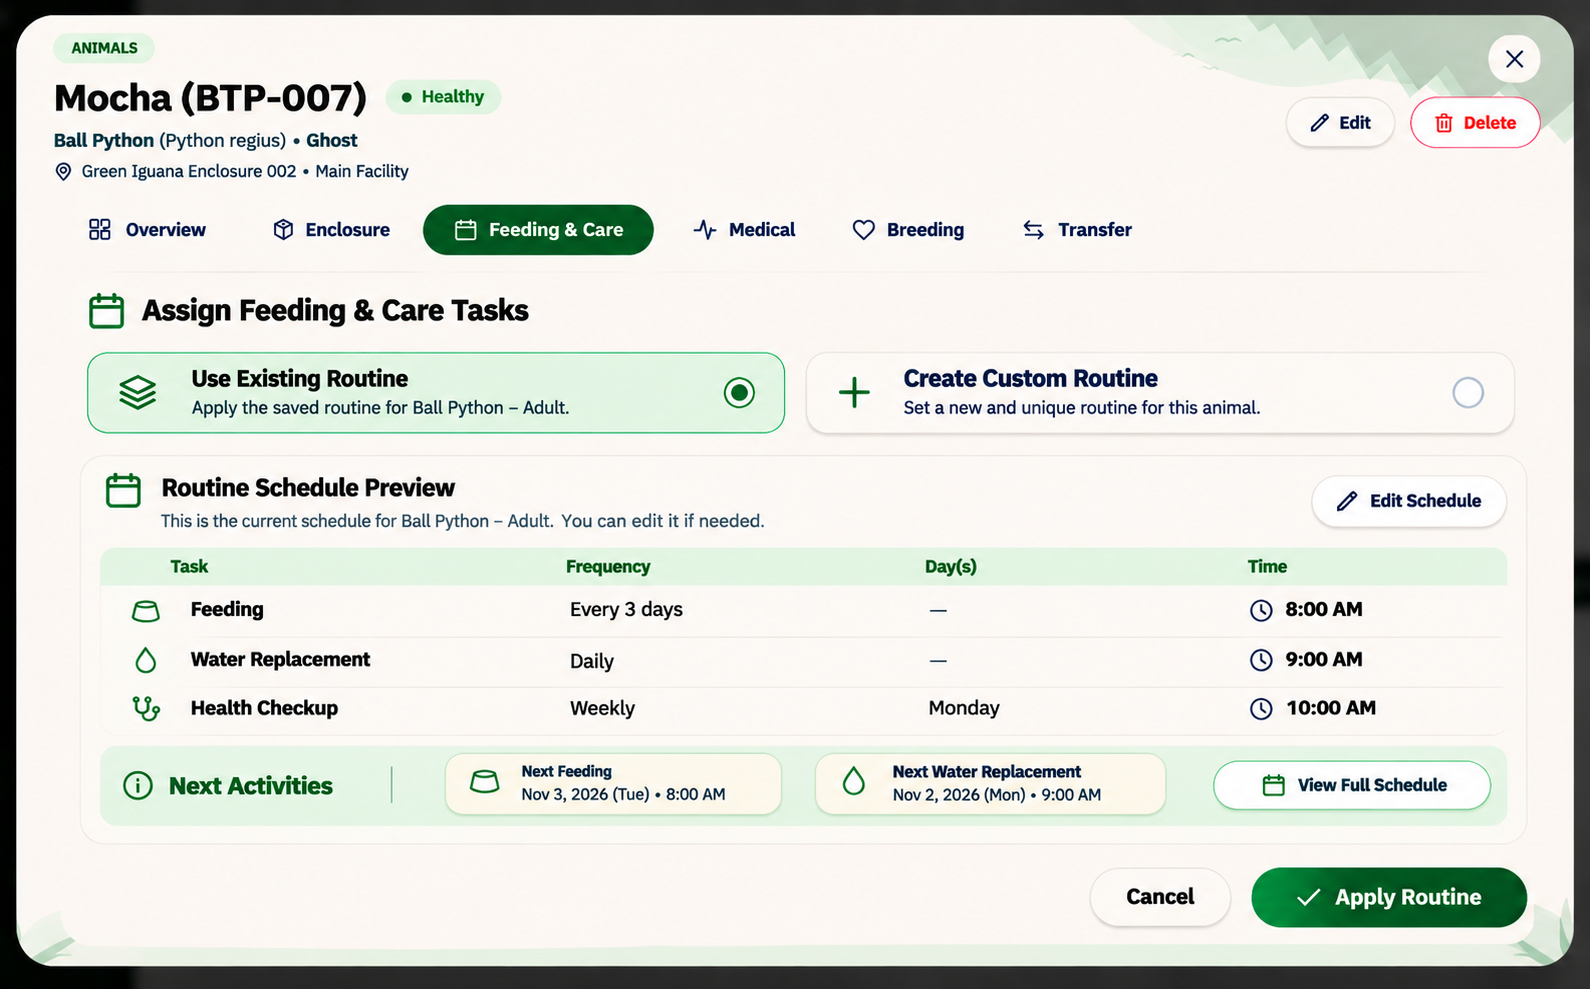 ANIMALS
Mocha (BTP-007)
Healthy
Ball Python (Python regius) • Ghost
Green Iguana Enclosure 002 • Main Facility
Edit
Delete
Overview
Enclosure
Feeding & Care
Medical
Breeding
Transfer
Assign Feeding & Care Tasks
Use Existing Routine
Apply the saved routine for Ball Python – Adult.
Create Custom Routine
Set a new and unique routine for this animal.
Routine Schedule Preview
This is the current schedule for Ball Python – Adult. You can edit it if needed.
Edit Schedule
Task Frequency Day(s) Time
Feeding Every 3 days — 8:00 AM
Water Replacement Daily — 9:00 AM
Health Checkup Weekly Monday 10:00 AM
Next Activities
Next Feeding
Nov 3, 2026 (Tue) • 8:00 AM
Next Water Replacement
Nov 2, 2026 (Mon) • 9:00 AM
View Full Schedule
Cancel
Apply Routine